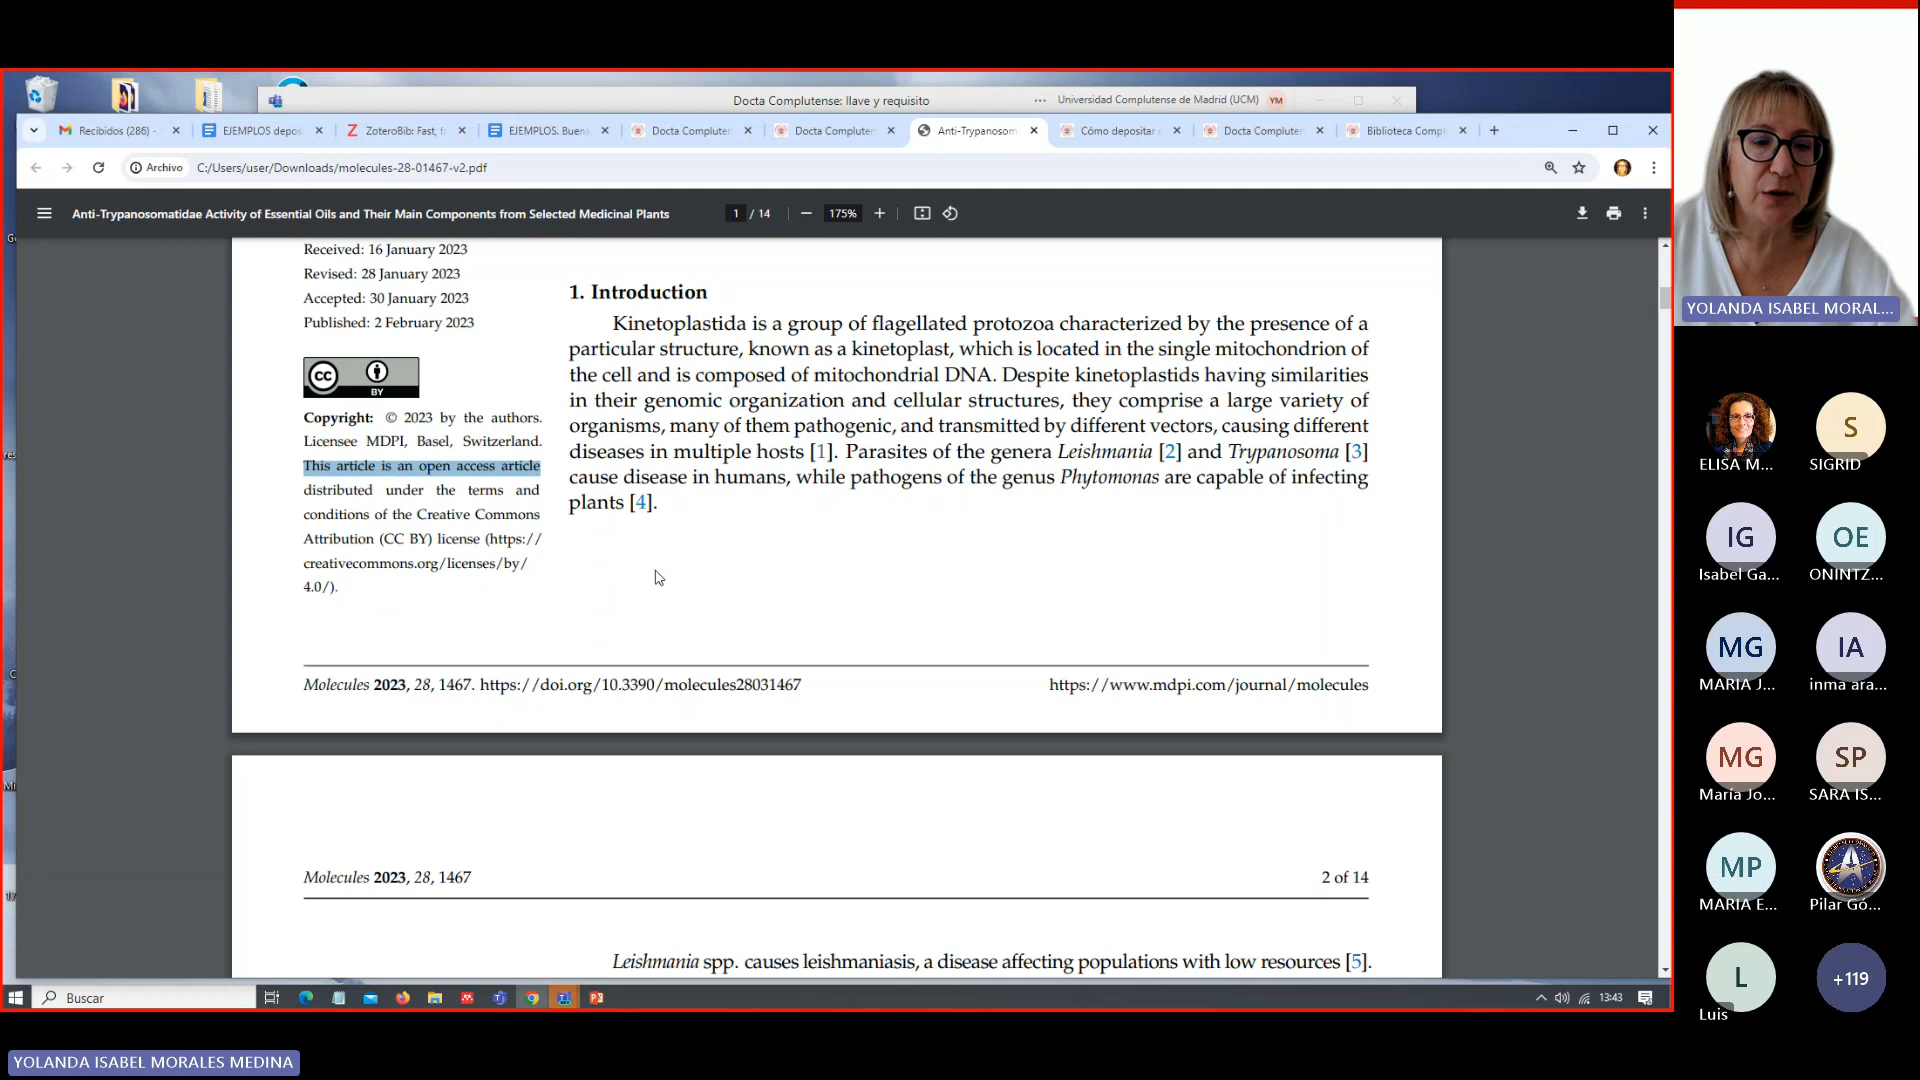 Docta Complutense: llave y requisito
Universidad Complutense de Madrid (UCM)
YM
Recibidos (286) -
EJEMPLOS depos
ZoteroBib: Fast, f
EJEMPLOS. Buena
Docta Compluten
Docta Complutен
Anti-Trypanosom
Cómo depositar e
Docta Complutен
Biblioteca Compl
Archivo
C:/Users/user/Downloads/molecules-28-01467-v2.pdf
Anti-Trypanosomatidae Activity of Essential Oils and Their Main Components from Selected Medicinal Plants
1 / 14
175%
Received: 16 January 2023
Revised: 28 January 2023
Accepted: 30 January 2023
Published: 2 February 2023
cc
BY
Copyright: © 2023 by the authors.
Licensee MDPI, Basel, Switzerland.
This article is an open access article
distributed under the terms and
conditions of the Creative Commons
Attribution (CC BY) license (https://
creativecommons.org/licenses/by/
4.0/).
1. Introduction
Kinetoplastida is a group of flagellated protozoa characterized by the presence of a
particular structure, known as a kinetoplast, which is located in the single mitochondrion of
the cell and is composed of mitochondrial DNA. Despite kinetoplastids having similarities
in their genomic organization and cellular structures, they comprise a large variety of
organisms, many of them pathogenic, and transmitted by different vectors, causing different
diseases in multiple hosts [1]. Parasites of the genera Leishmania [2] and Trypanosoma [3]
cause disease in humans, while pathogens of the genus Phytomonas are capable of infecting
plants [4].
Molecules 2023, 28, 1467. https://doi.org/10.3390/molecules28031467
https://www.mdpi.com/journal/molecules
Molecules 2023, 28, 1467
2 of 14
Leishmania spp. causes leishmaniasis, a disease affecting populations with low resources [5].
Buscar
13:43
YOLANDA ISABEL MORALES MEDINA
YOLANDA ISABEL MORAL...
ELISA M...
S
SIGRID
IG
Isabel Ga...
OE
ONINTZ...
MG
MARIA J...
IA
inma ara...
MG
María Jo...
SP
SARA IS...
MP
MARIA E...
Pilar Gó...
L
Luis
+119